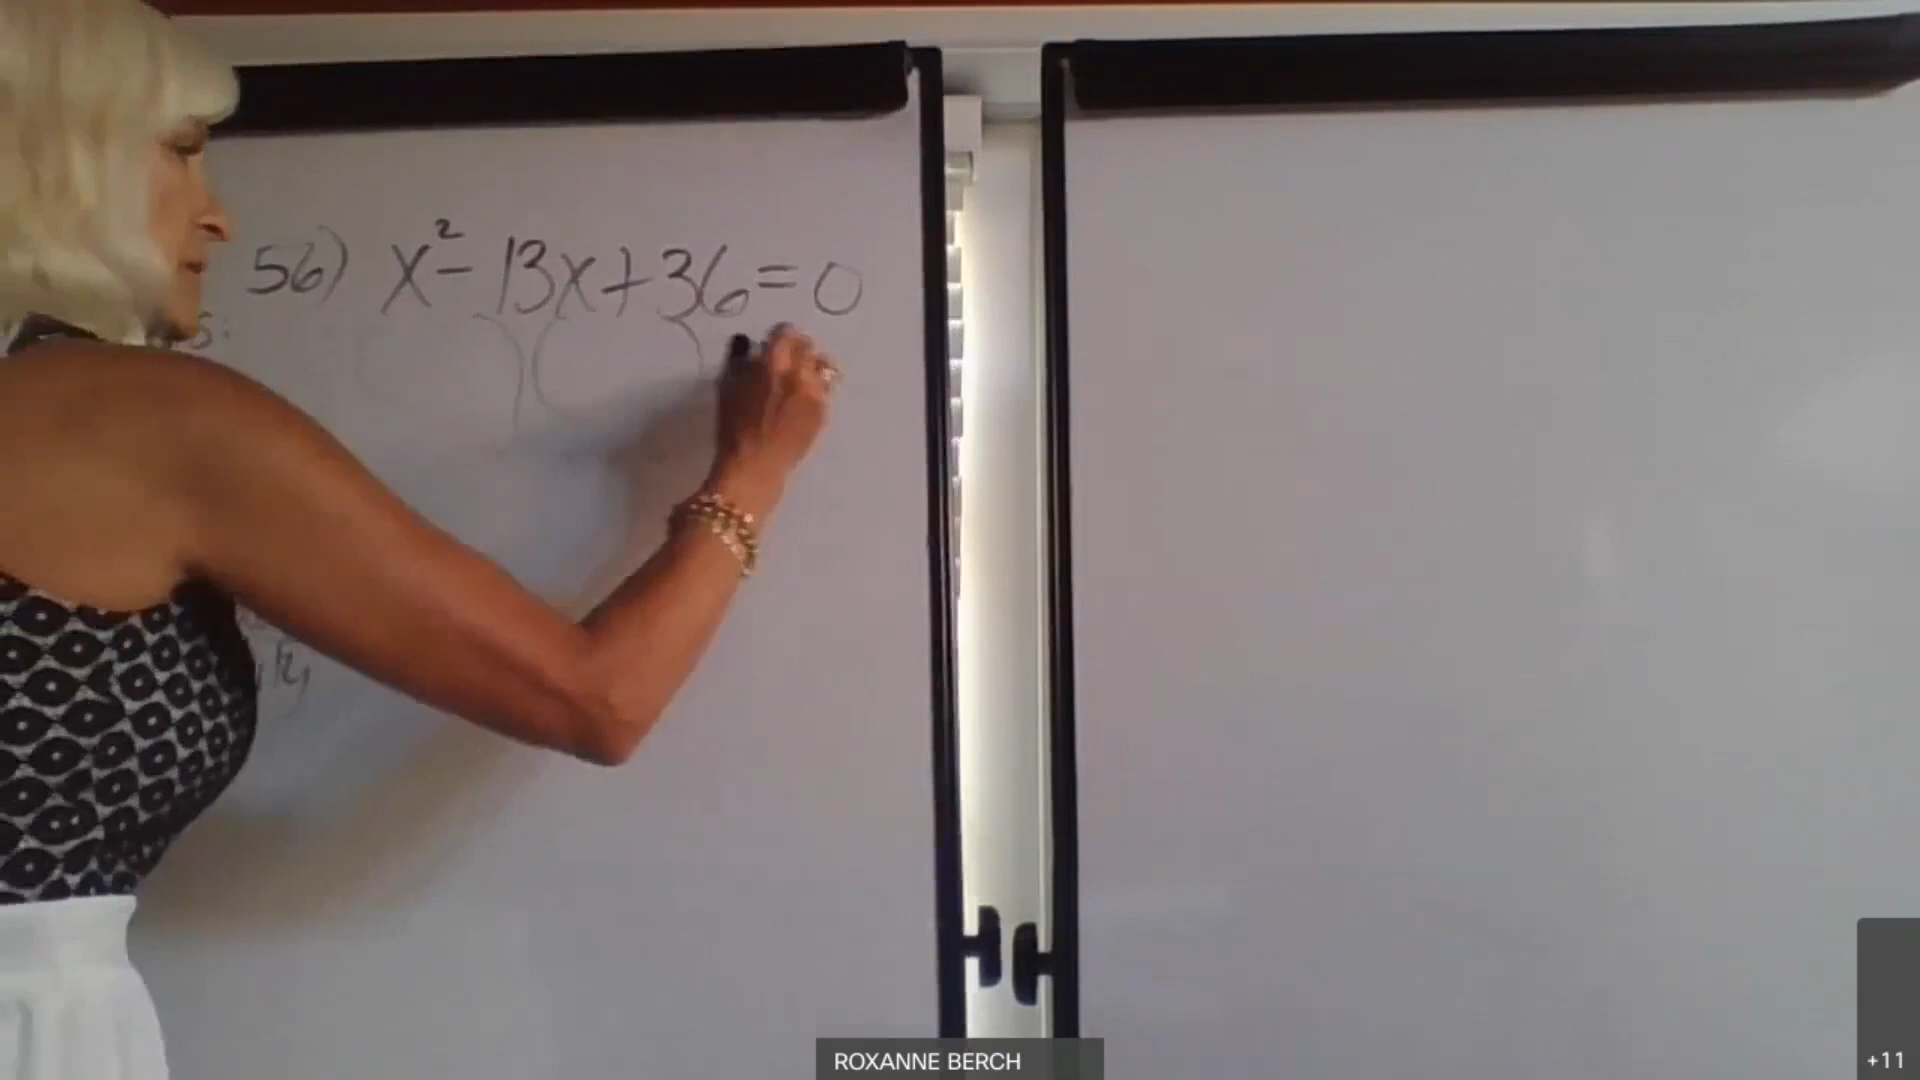 56) x² - 13x + 36 = 0
( ) ( )
ROXANNE BERCH
+11